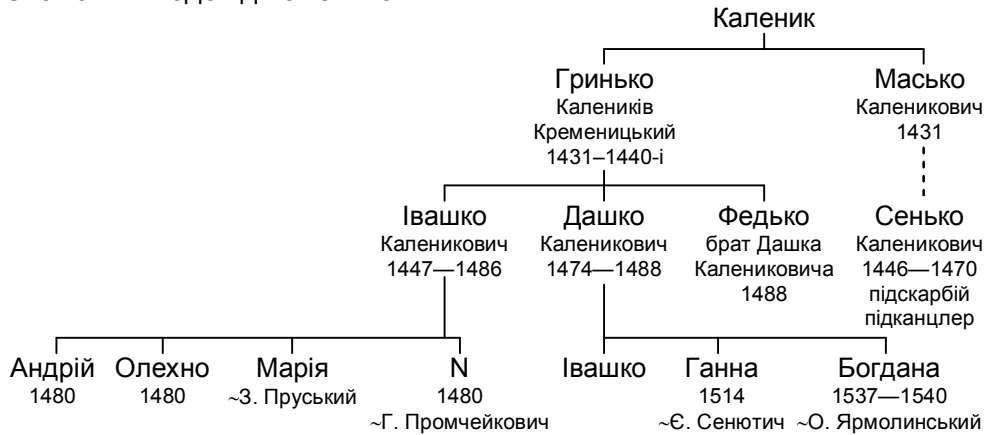 Каленик
Гринько
Калеників
Кременицький
1431–1440-і
Масько
Каленикович
1431
Івашко
Каленикович
1447—1486
Дашко
Каленикович
1474—1488
Федько
брат Дашка
Калениковича
1488
Сенько
Каленикович
1446—1470
підскарбій
підканцлер
Андрій
1480
Олехно
1480
Марія
~З. Пруський
N
1480
~Г. Промчейкович
Івашко
Ганна
1514
~Є. Сенютич
Богдана
1537—1540
~О. Ярмолинський